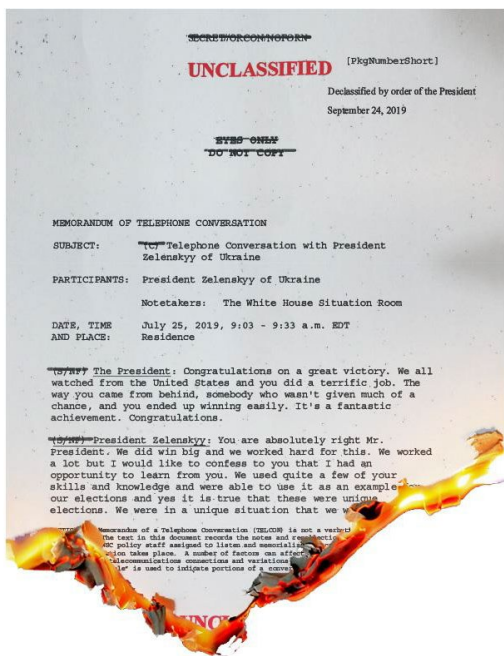 SECRET//ORCON/NOFORN
UNCLASSIFIED
[PkgNumberShort]
Declassified by order of the President
September 24, 2019
EYES ONLY
DO NOT COPY
MEMORANDUM OF TELEPHONE CONVERSATION
SUBJECT: (C) Telephone Conversation with President
Zelenskyy of Ukraine
PARTICIPANTS: President Zelenskyy of Ukraine
Notetakers: The White House Situation Room
DATE, TIME July 25, 2019, 9:03 - 9:33 a.m. EDT
AND PLACE: Residence
(S/NF) The President: Congratulations on a great victory. We all
watched from the United States and you did a terrific job. The
way you came from behind, somebody who wasn't given much of a
chance, and you ended up winning easily. It's a fantastic
achievement. Congratulations.
(S/NF) President Zelenskyy: You are absolutely right Mr.
President. We did win big and we worked hard for this. We worked
a lot but I would like to confess to you that I had an
opportunity to learn from you. We used quite a few of your
skills and knowledge and were able to use it as an example
our elections and yes it is true that these were unique
elections. We were in a unique situation that we
Memorandum of a Telephone Conversation (TELCON) is not a
The text in this document records the notes and
policy staff assigned to listen and
takes place. A number of factors can affect
telecommunications connections and variations
is used to indicate portions of a